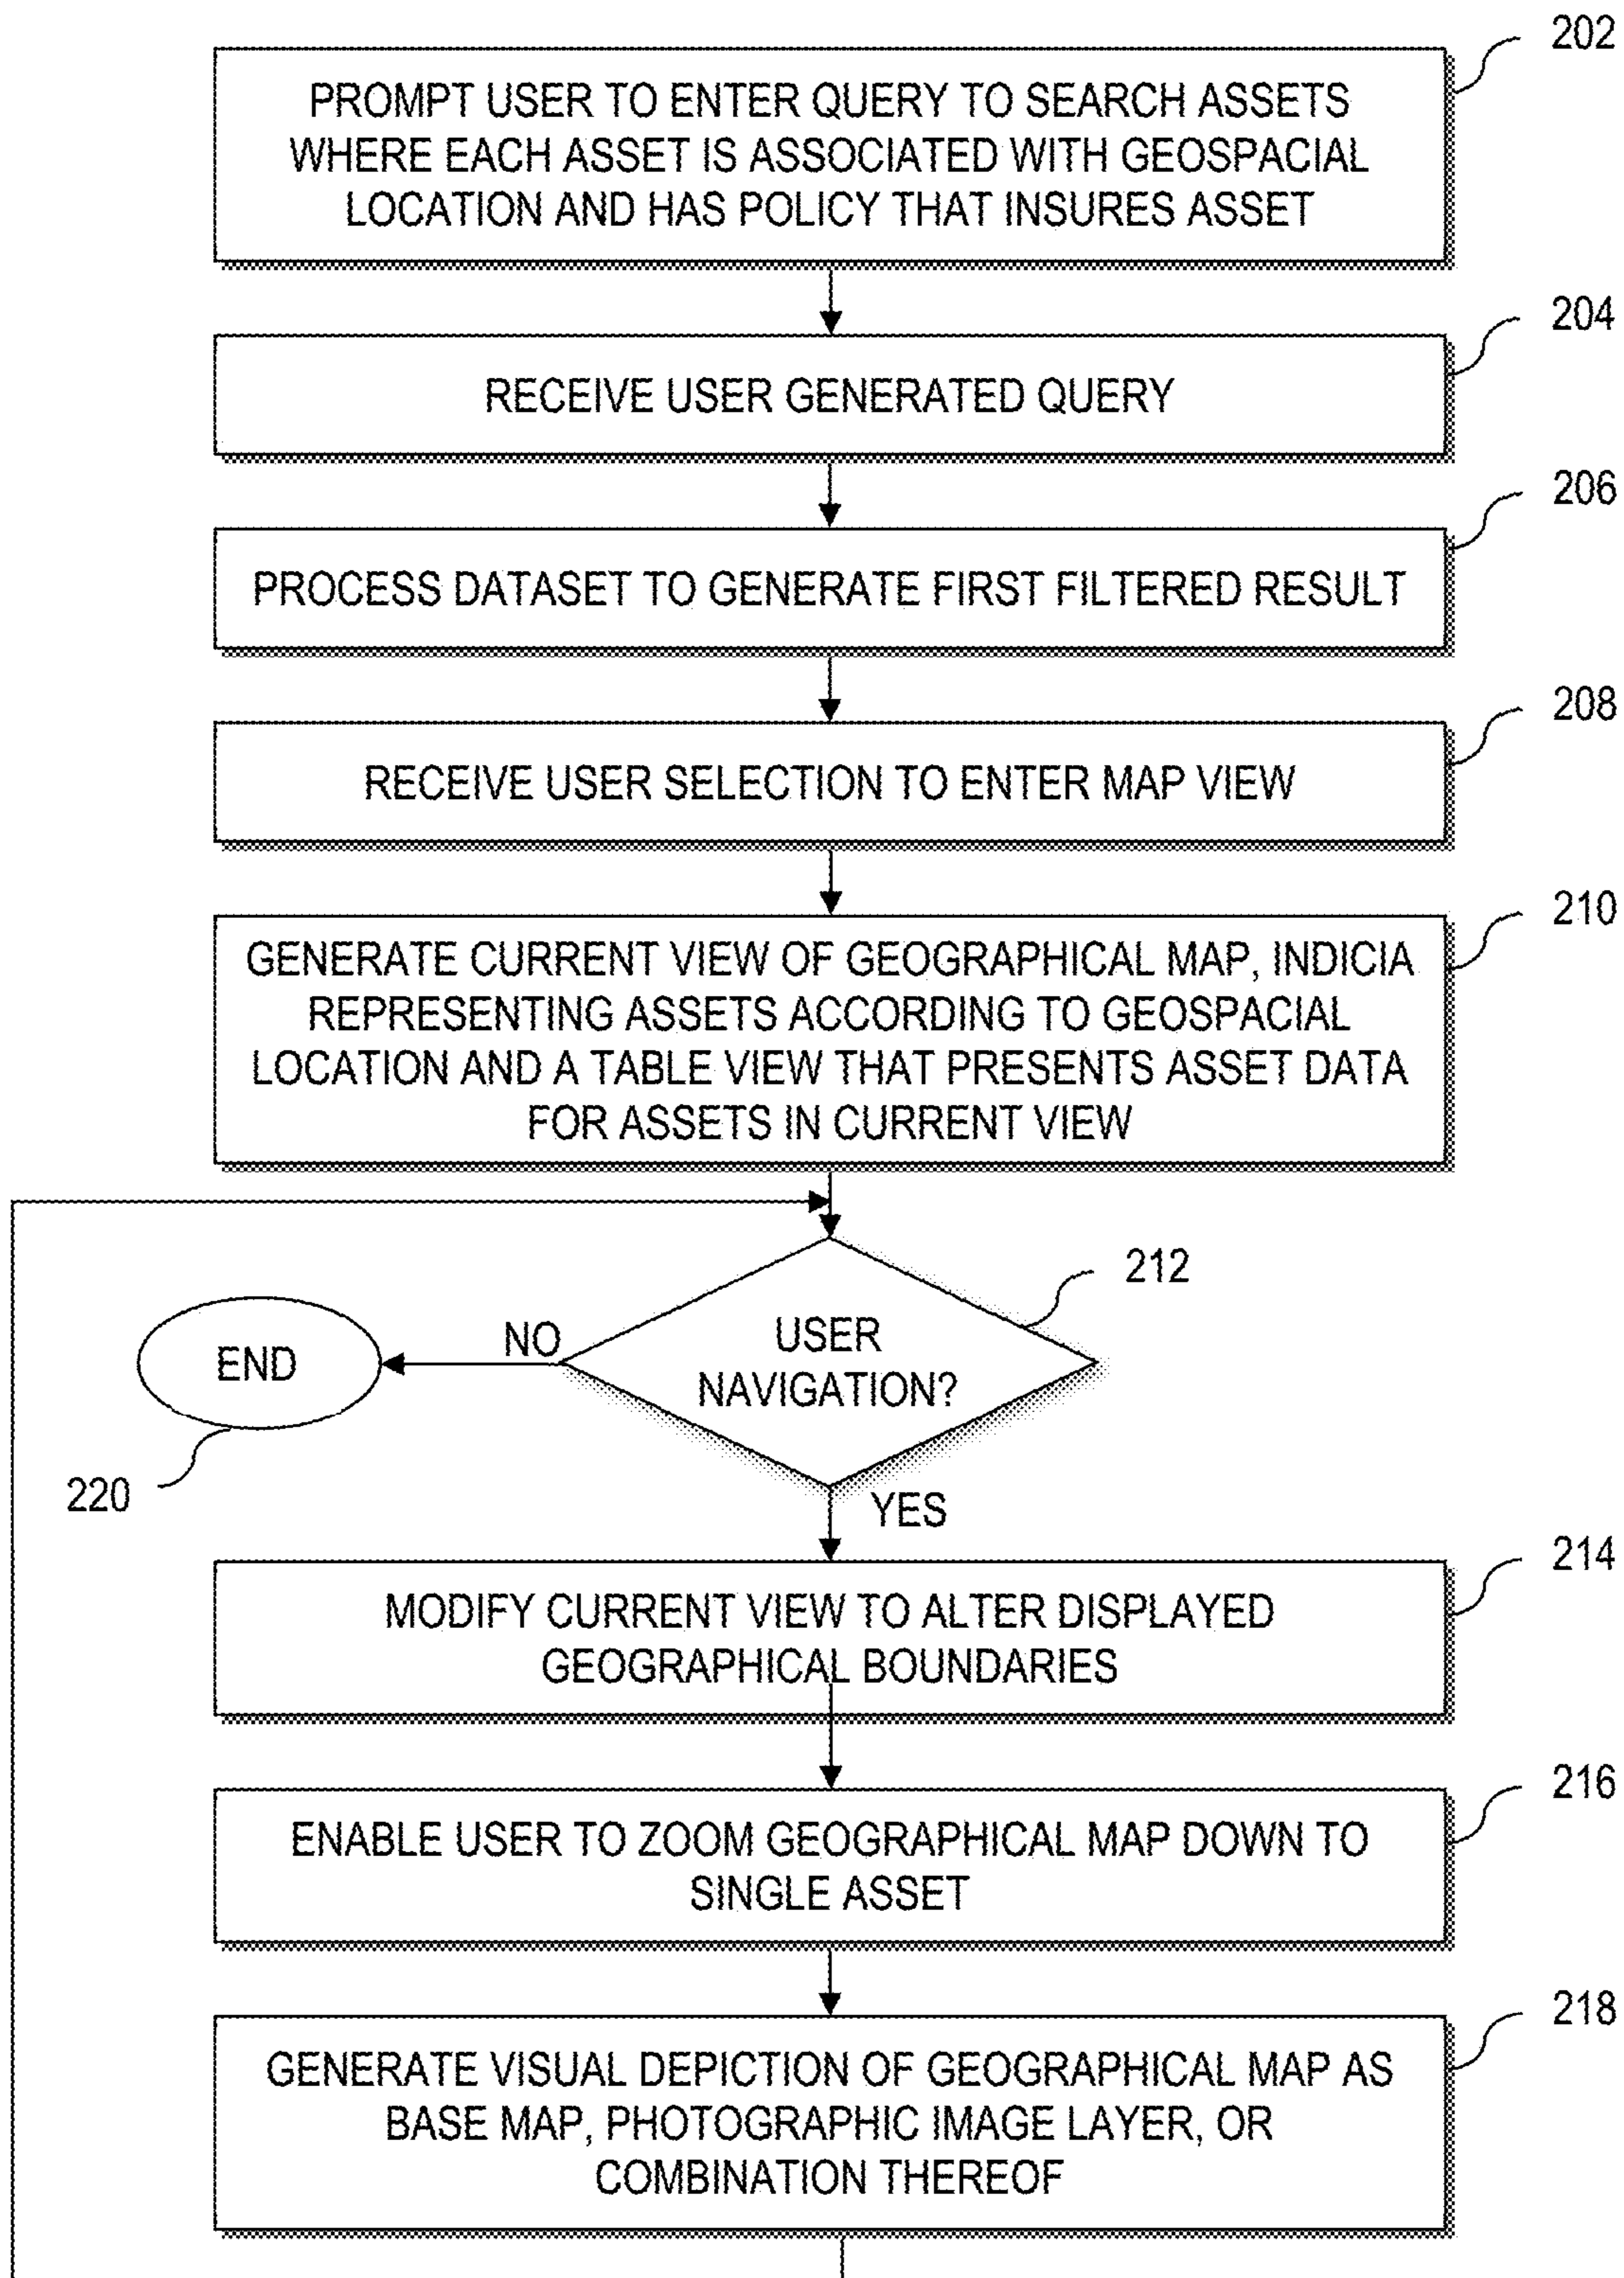 202
PROMPT USER TO ENTER QUERY TO SEARCH ASSETS
WHERE EACH ASSET IS ASSOCIATED WITH GEOSPACIAL
LOCATION AND HAS POLICY THAT INSURES ASSET
204
RECEIVE USER GENERATED QUERY
206
PROCESS DATASET TO GENERATE FIRST FILTERED RESULT
208
RECEIVE USER SELECTION TO ENTER MAP VIEW
210
GENERATE CURRENT VIEW OF GEOGRAPHICAL MAP, INDICIA
REPRESENTING ASSETS ACCORDING TO GEOSPACIAL
LOCATION AND A TABLE VIEW THAT PRESENTS ASSET DATA
FOR ASSETS IN CURRENT VIEW
212
USER
NAVIGATION?
NO
END
220
YES
214
MODIFY CURRENT VIEW TO ALTER DISPLAYED
GEOGRAPHICAL BOUNDARIES
216
ENABLE USER TO ZOOM GEOGRAPHICAL MAP DOWN TO
SINGLE ASSET
218
GENERATE VISUAL DEPICTION OF GEOGRAPHICAL MAP AS
BASE MAP, PHOTOGRAPHIC IMAGE LAYER, OR
COMBINATION THEREOF